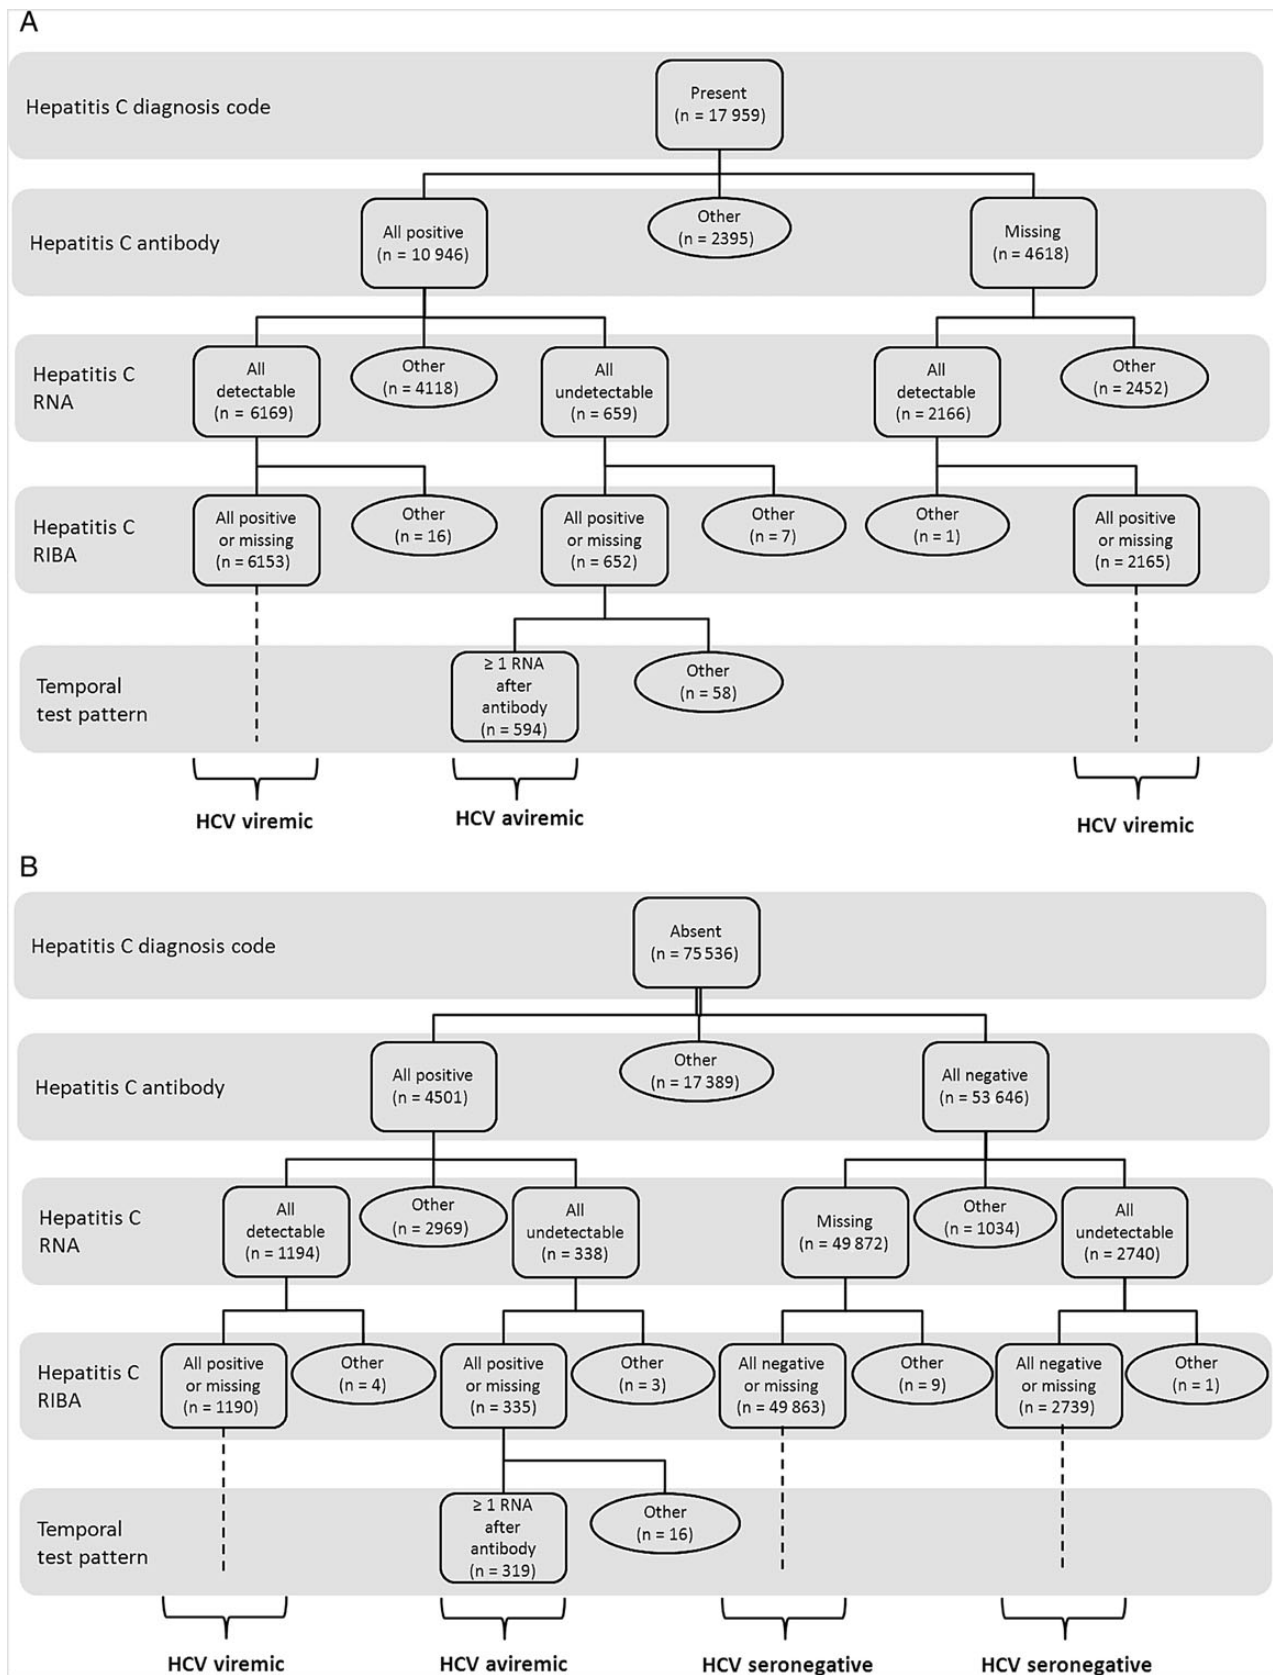 A
Hepatitis C diagnosis code
Present
(n = 17 959)
Hepatitis C antibody
All positive
(n = 10 946)
Other
(n = 2395)
Missing
(n = 4618)
Hepatitis C
RNA
All
detectable
(n = 6169)
Other
(n = 4118)
All
undetectable
(n = 659)
All
detectable
(n = 2166)
Other
(n = 2452)
Hepatitis C
RIBA
All positive
or missing
(n = 6153)
Other
(n = 16)
All positive
or missing
(n = 652)
Other
(n = 7)
Other
(n = 1)
All positive
or missing
(n = 2165)
Temporal
test pattern
≥ 1 RNA
after
antibody
(n = 594)
Other
(n = 58)
HCV viremic
HCV aviremic
HCV viremic
B
Hepatitis C diagnosis code
Absent
(n = 75 536)
Hepatitis C antibody
All positive
(n = 4501)
Other
(n = 17 389)
All negative
(n = 53 646)
Hepatitis C
RNA
All
detectable
(n = 1194)
Other
(n = 2969)
All
undetectable
(n = 338)
Missing
(n = 49 872)
Other
(n = 1034)
All
undetectable
(n = 2740)
Hepatitis C
RIBA
All positive
or missing
(n = 1190)
Other
(n = 4)
All positive
or missing
(n = 335)
Other
(n = 3)
All negative
or missing
(n = 49 863)
Other
(n = 9)
All negative
or missing
(n = 2739)
Other
(n = 1)
Temporal
test pattern
≥ 1 RNA
after
antibody
(n = 319)
Other
(n = 16)
HCV viremic
HCV aviremic
HCV seronegative
HCV seronegative